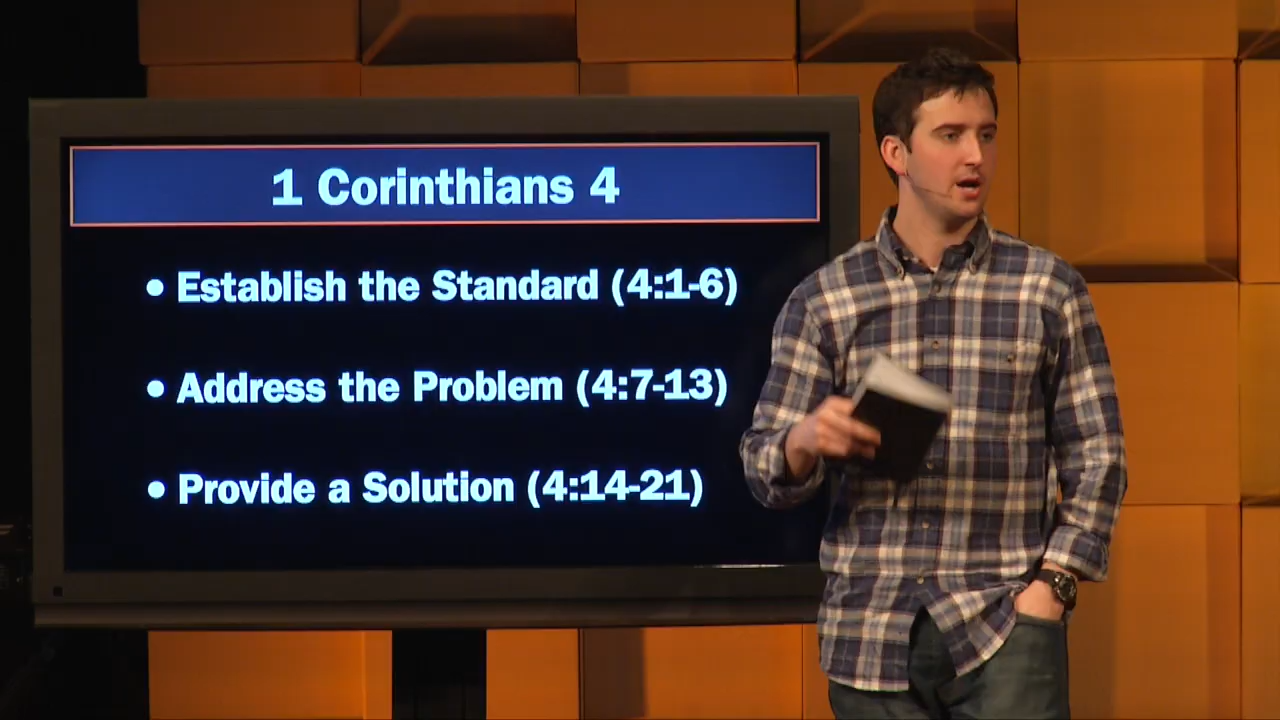 1 Corinthians 4
• Establish the Standard (4:1-6)
• Address the Problem (4:7-13)
• Provide a Solution (4:14-21)